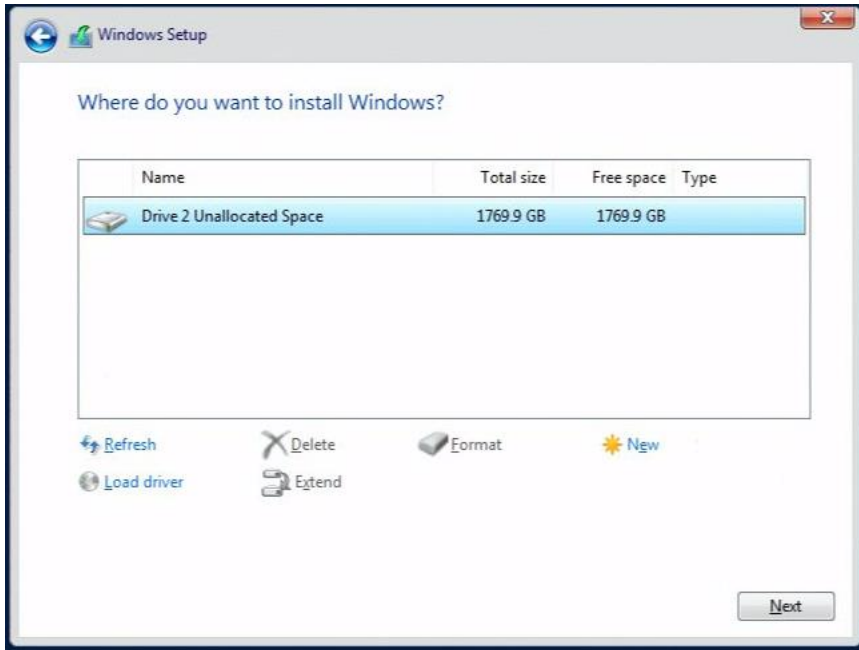 Windows Setup
Where do you want to install Windows?
Name Total size Free space Type
Drive 2 Unallocated Space 1769.9 GB 1769.9 GB
Refresh Delete Format New
Load driver Extend
Next